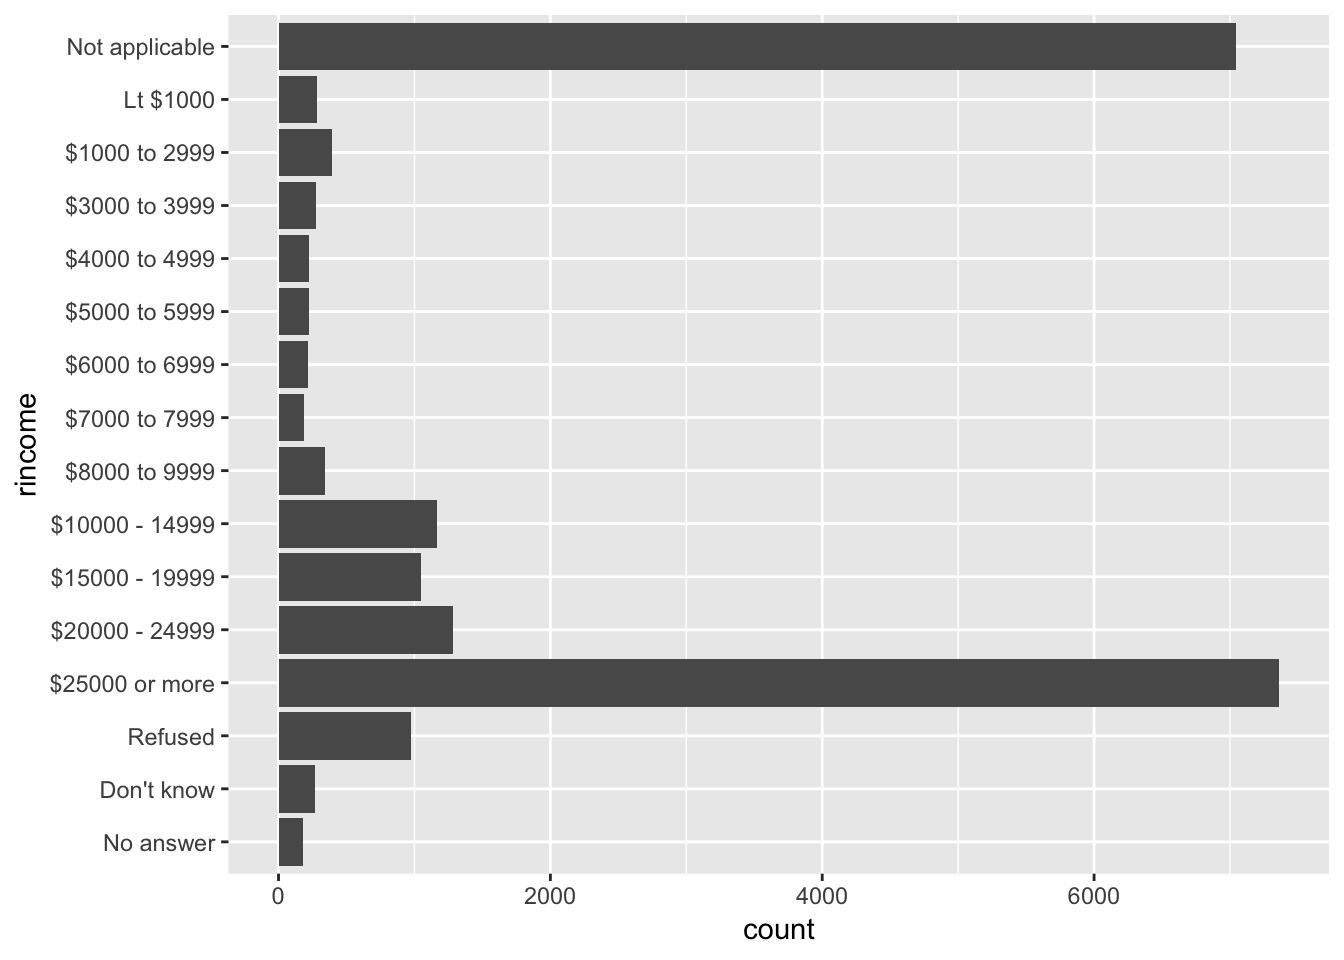 Not applicable
Lt $1000
$1000 to 2999
$3000 to 3999
$4000 to 4999
$5000 to 5999
$6000 to 6999
$7000 to 7999
$8000 to 9999
$10000 - 14999
$15000 - 19999
$20000 - 24999
$25000 or more
Refused
Don't know
No answer
rincome
0 2000 4000 6000
count